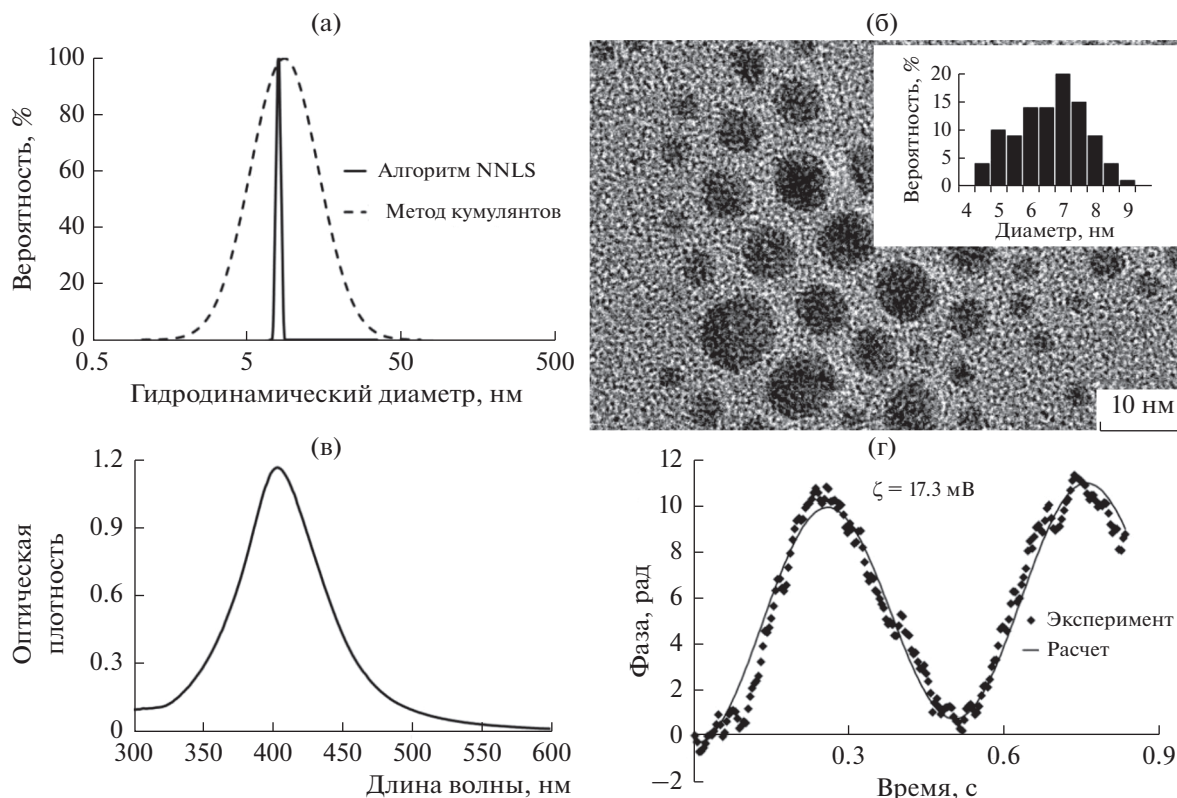 (а)
100
80
60
40
20
0
0.5
5
50
500
Вероятность, %
Гидродинамический диаметр, нм
Алгоритм NNLS
Метод кумулянтов
(б)
20
15
10
5
0
4
5
6
7
8
9
Вероятность, %
Диаметр, нм
10 нм
(в)
1.2
0.9
0.6
0.3
0
300
350
400
450
500
550
600
Оптическая
плотность
Длина волны, нм
(г)
12
10
8
6
4
2
0
−2
0.3
0.6
0.9
Фаза, рад
Время, с
ζ = 17.3 мВ
Эксперимент
Расчет